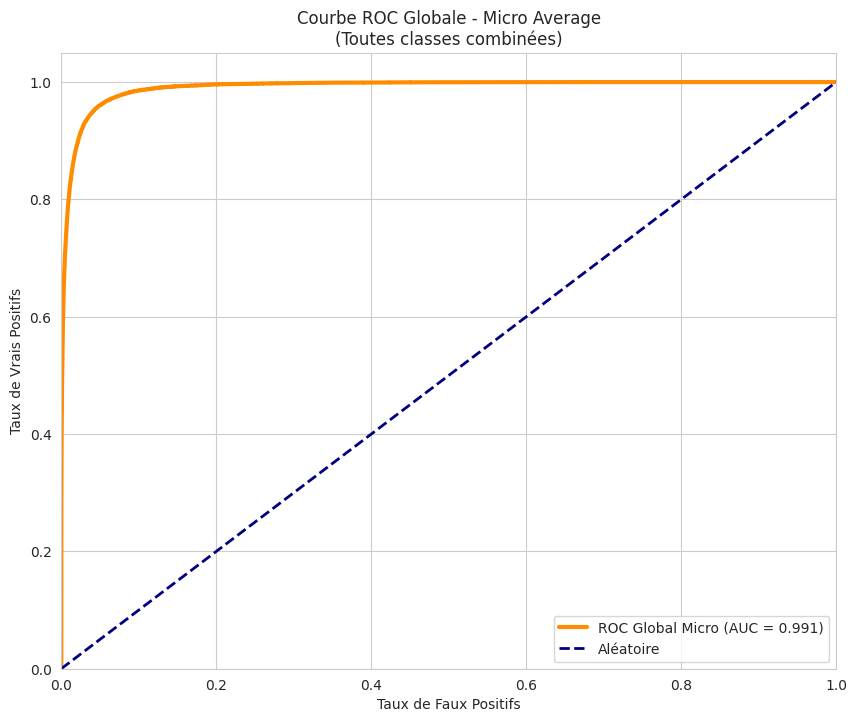 Courbe ROC Globale - Micro Average
(Toutes classes combinées)
1.0
0.8
0.6
0.4
0.2
0.0
Taux de Vrais Positifs
0.0 0.2 0.4 0.6 0.8 1.0
Taux de Faux Positifs
ROC Global Micro (AUC = 0.991)
Aléatoire